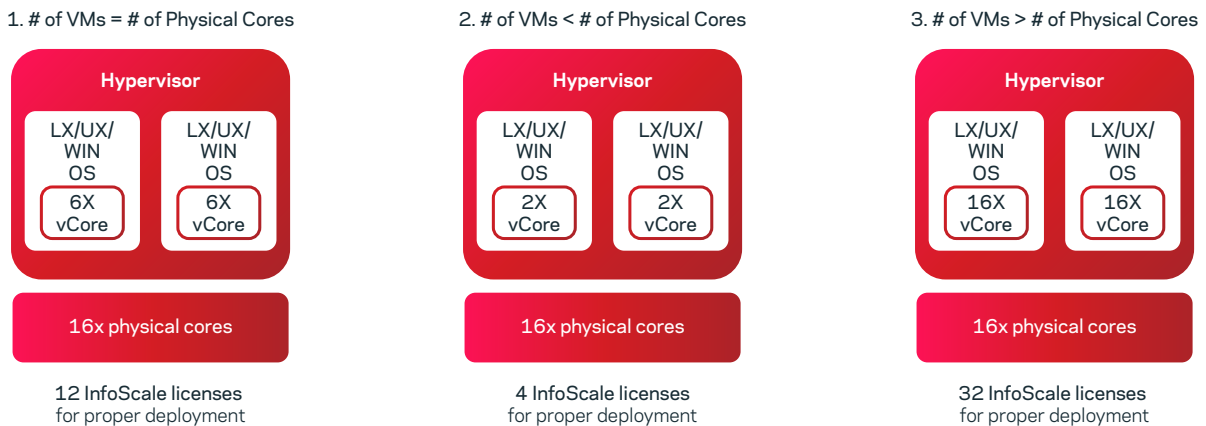 1. # of VMs = # of Physical Cores
Hypervisor
LX/UX/
WIN
OS
6X
vCore
LX/UX/
WIN
OS
6X
vCore
16x physical cores
12 InfoScale licenses
for proper deployment
2. # of VMs < # of Physical Cores
Hypervisor
LX/UX/
WIN
OS
2X
vCore
LX/UX/
WIN
OS
2X
vCore
16x physical cores
4 InfoScale licenses
for proper deployment
3. # of VMs > # of Physical Cores
Hypervisor
LX/UX/
WIN
OS
16X
vCore
LX/UX/
WIN
OS
16X
vCore
16x physical cores
32 InfoScale licenses
for proper deployment